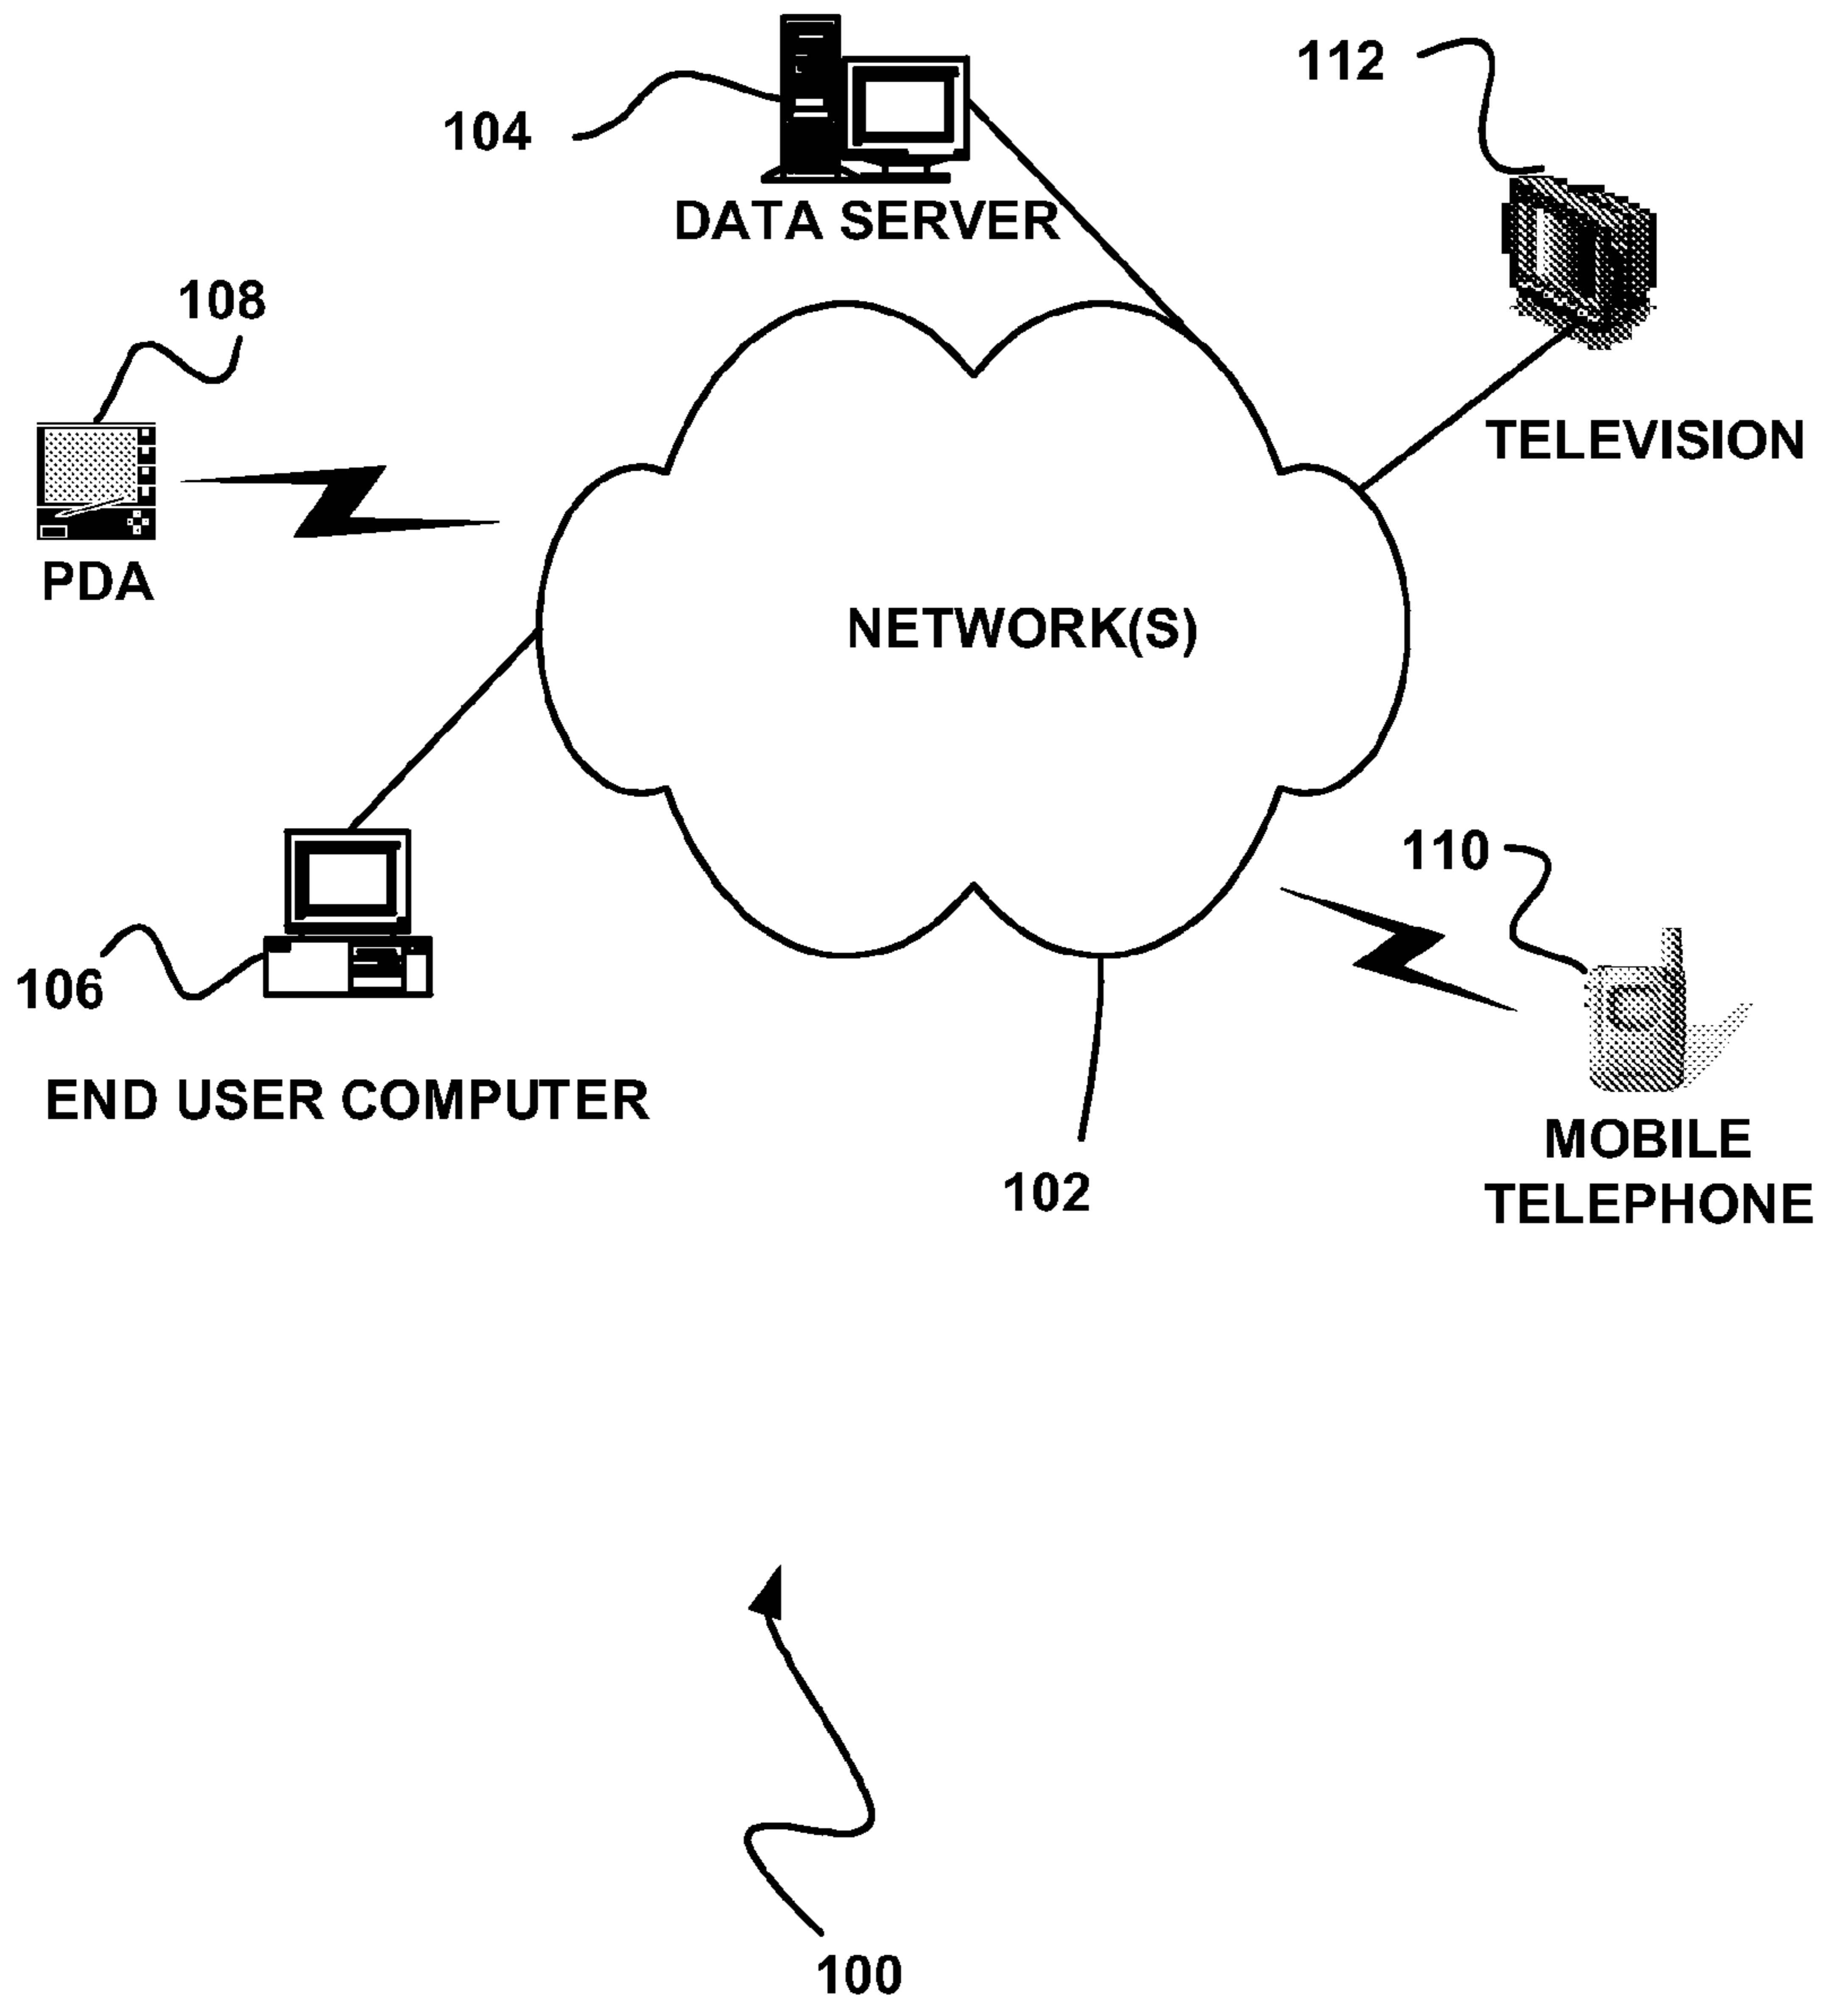 112
104
DATA SERVER
108
TELEVISION
PDA
NETWORK(S)
110
106
END USER COMPUTER
MOBILE
TELEPHONE
102
100